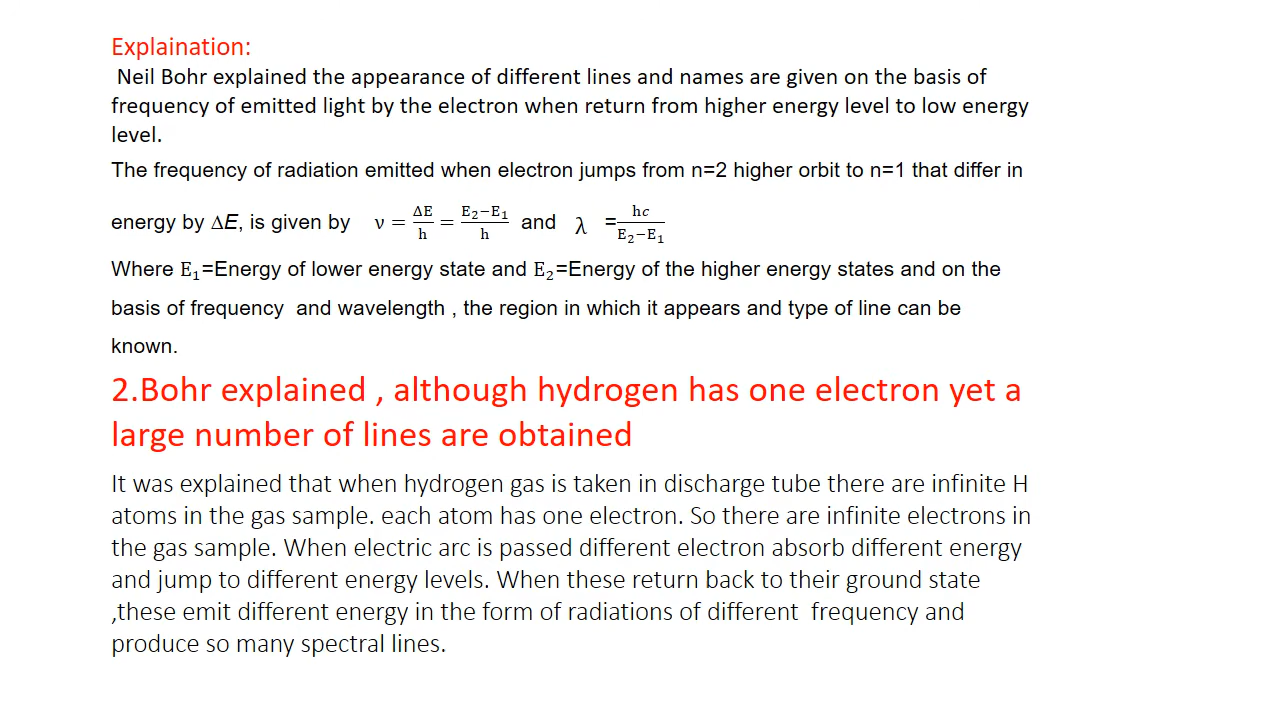 Explaination:
Neil Bohr explained the appearance of different lines and names are given on the basis of
frequency of emitted light by the electron when return from higher energy level to low energy
level.
The frequency of radiation emitted when electron jumps from n=2 higher orbit to n=1 that differ in
energy by ΔE, is given by ν = ΔE/h = E₂−E₁/h and λ =hc/E₂−E₁
Where E₁=Energy of lower energy state and E₂=Energy of the higher energy states and on the
basis of frequency and wavelength , the region in which it appears and type of line can be
known.
2.Bohr explained , although hydrogen has one electron yet a
large number of lines are obtained
It was explained that when hydrogen gas is taken in discharge tube there are infinite H
atoms in the gas sample. each atom has one electron. So there are infinite electrons in
the gas sample. When electric arc is passed different electron absorb different energy
and jump to different energy levels. When these return back to their ground state
,these emit different energy in the form of radiations of different frequency and
produce so many spectral lines.